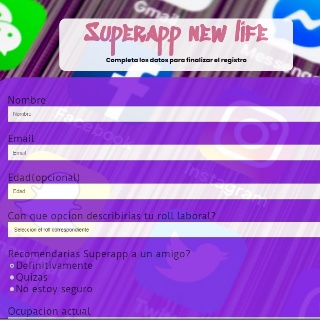 Superapp new life
Completa los datos para finalizar el registro
Nombre
Nombre
Email
Email
Edad(opcional)
Edad
Con que opcion describirias tu roll laboral?
Seleccion el roll correspondiente
Recomendarias Superapp a un amigo?
Definitivamente
Quizas
No estoy seguro
Ocupacion actual
Facebook
Instagram